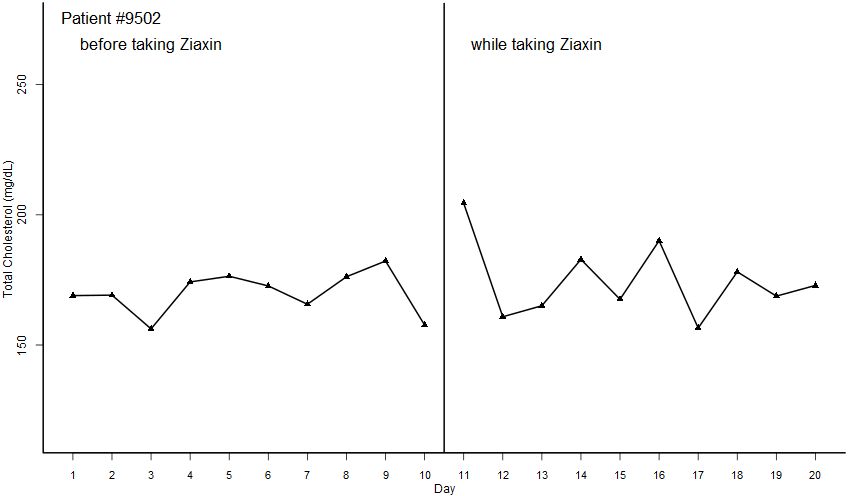 Patient #9502
before taking Ziaxin
while taking Ziaxin
Total Cholesterol (mg/dL)
250
200
150
1 2 3 4 5 6 7 8 9 10 11 12 13 14 15 16 17 18 19 20
Day